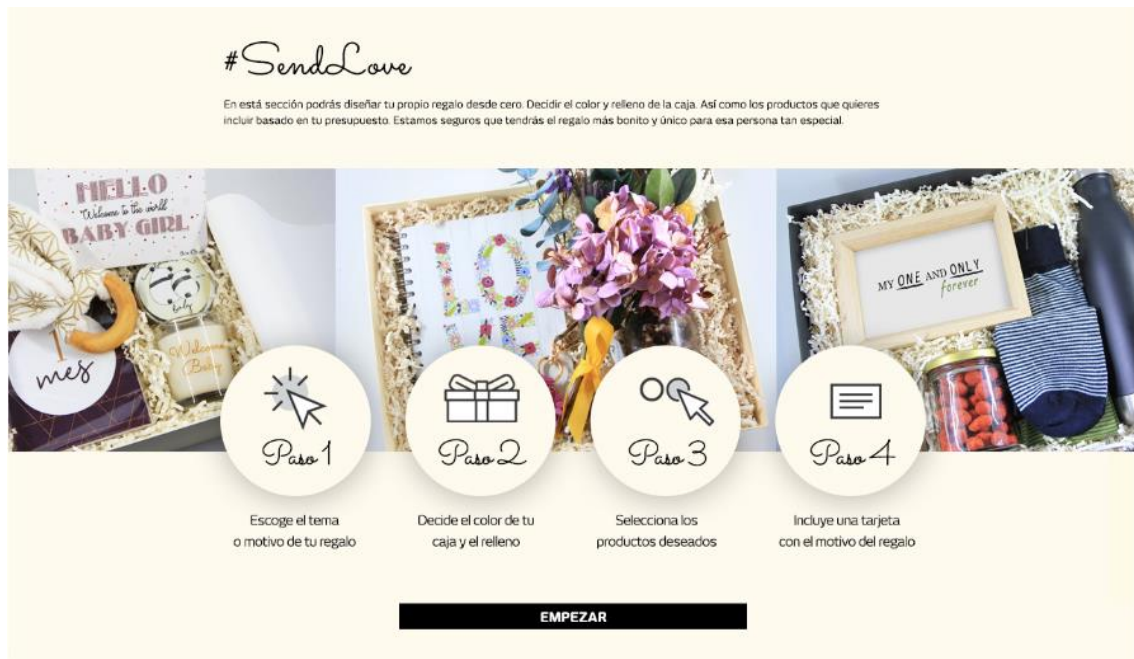 #SendLove
En está sección podrás diseñar tu propio regalo desde cero. Decidir el color y relleno de la caja. Así como los productos que quieres
incluir basado en tu presupuesto. Estamos seguros que tendrás el regalo más bonito y único para esa persona tan especial.
HELLO
Welcome to the world
BABY GIRL
baby
Welcome
Baby
1
mes
LO
MY ONE AND ONLY
forever
Paso 1
Paso 2
Paso 3
Paso 4
Escoge el tema
o motivo de tu regalo
Decide el color de tu
caja y el relleno
Selecciona los
productos deseados
Incluye una tarjeta
con el motivo del regalo
EMPEZAR